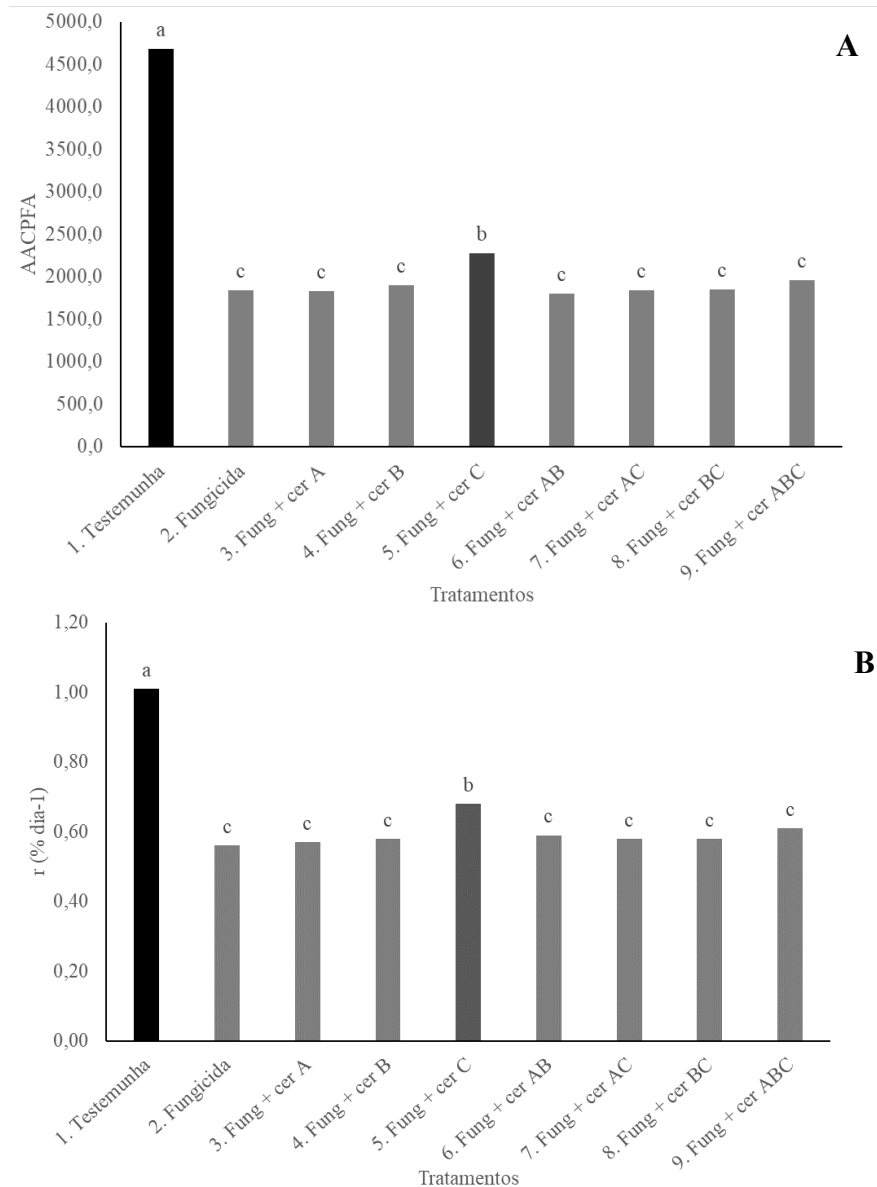 A
5000,0
4500,0
4000,0
3500,0
3000,0
2500,0
2000,0
1500,0
1000,0
500,0
0,0
AACPFA
a
c
c
c
b
c
c
c
c
1. Testemunha
2. Fungicida
3. Fung + cer A
4. Fung + cer B
5. Fung + cer C
6. Fung + cer AB
7. Fung + cer AC
8. Fung + cer BC
9. Fung + cer ABC
Tratamentos
B
1,20
1,00
0,80
0,60
0,40
0,20
0,00
r (% dia-1)
a
c
c
c
b
c
c
c
c
1. Testemunha
2. Fungicida
3. Fung + cer A
4. Fung + cer B
5. Fung + cer C
6. Fung + cer AB
7. Fung + cer AC
8. Fung + cer BC
9. Fung + cer ABC
Tratamentos